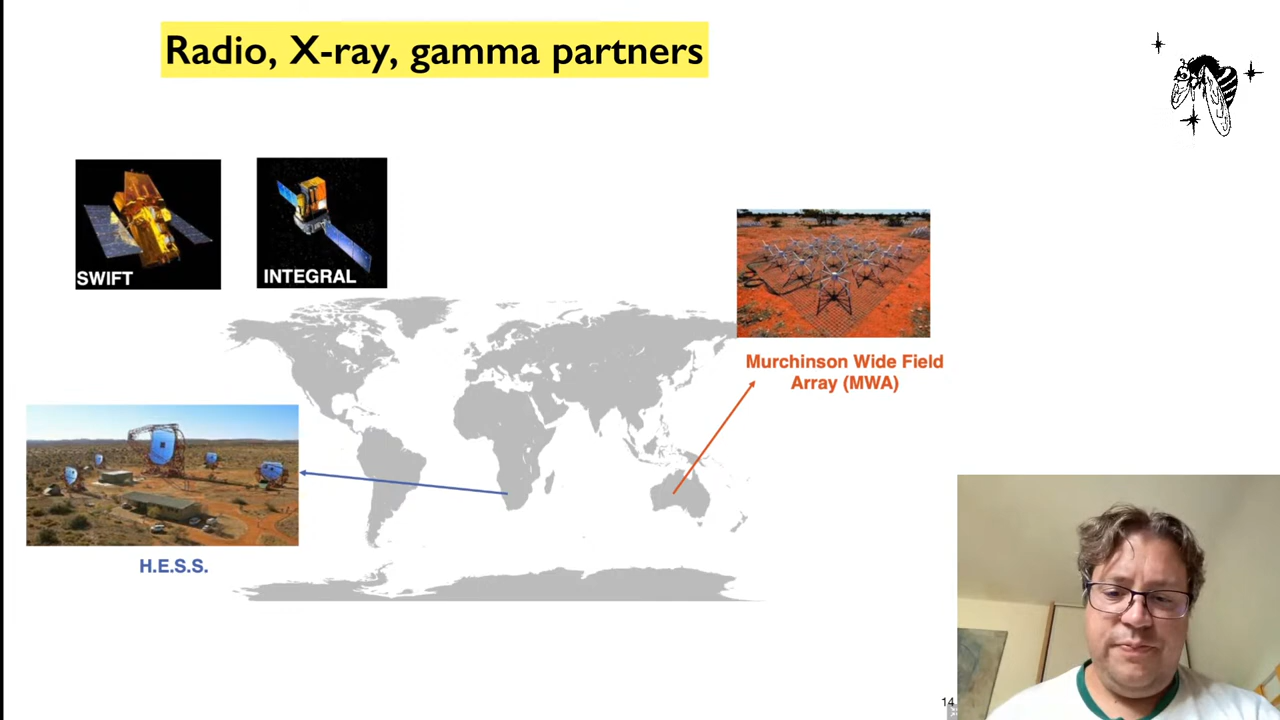 Radio, X-ray, gamma partners
SWIFT
INTEGRAL
Murchinson Wide Field
Array (MWA)
H.E.S.S.
14